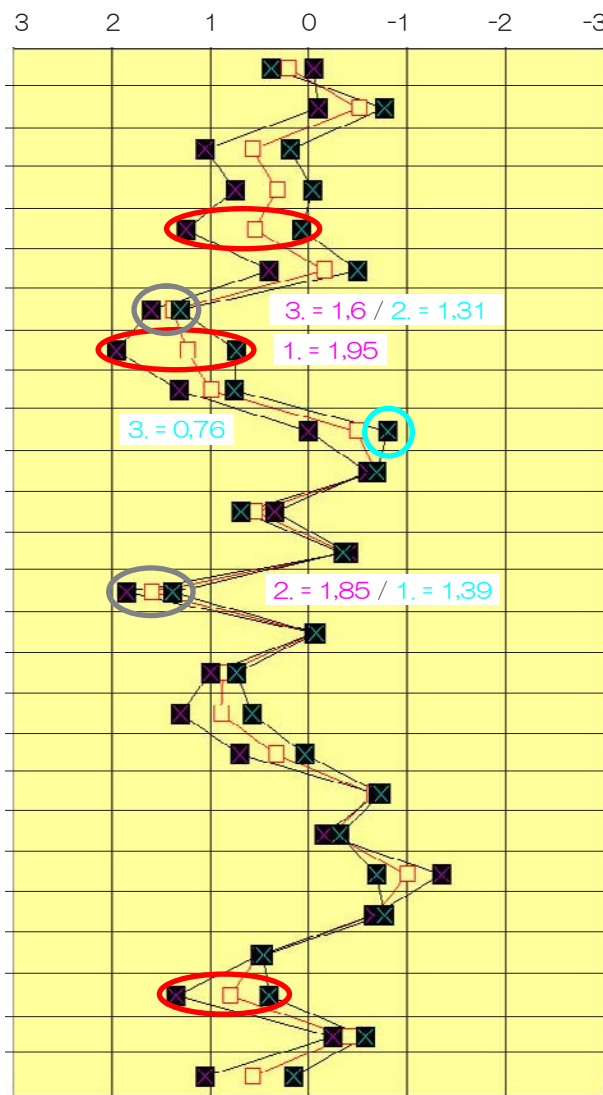 3 2 1 0 -1 -2 -3
3. = 1,6 / 2. = 1,31
1. = 1,95
3. = 0,76
2. = 1,85 / 1. = 1,39